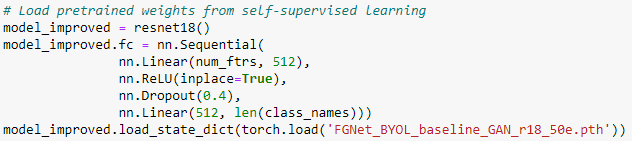 # Load pretrained weights from self-supervised learning
model_improved = resnet18()
model_improved.fc = nn.Sequential(
nn.Linear(num_ftrs, 512),
nn.ReLU(inplace=True),
nn.Dropout(0.4),
nn.Linear(512, len(class_names)))
model_improved.load_state_dict(torch.load('FGNet_BYOL_baseline_GAN_r18_50e.pth'))